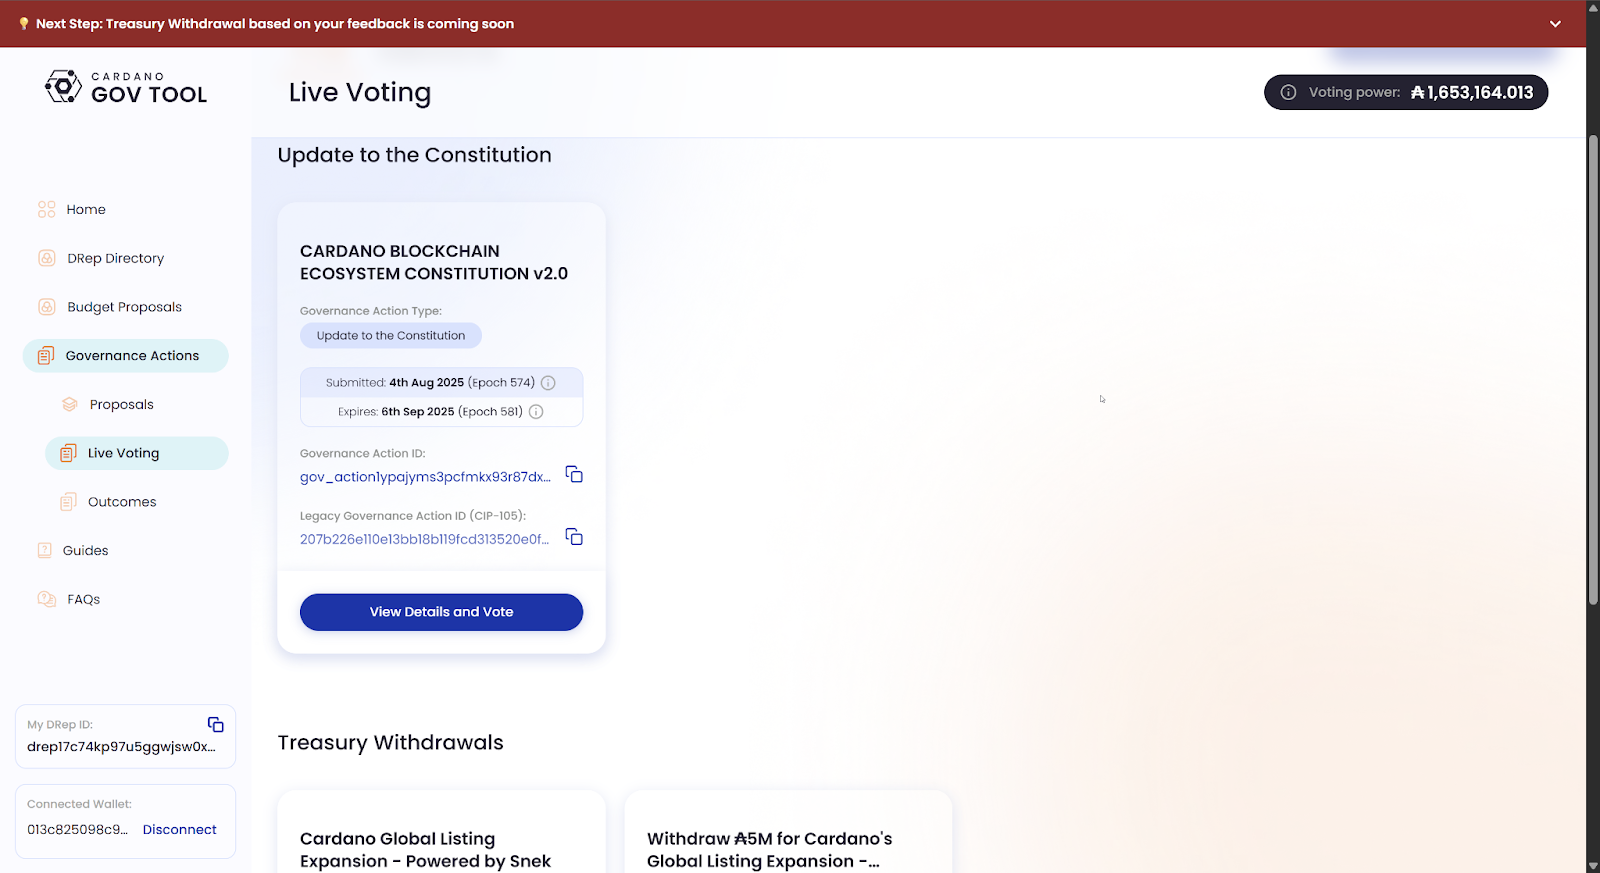 Next Step: Treasury Withdrawal based on your feedback is coming soon
CARDANO
GOV TOOL
Live Voting
Voting power: ₳1,653,164.013
Home
DRep Directory
Budget Proposals
Governance Actions
Proposals
Live Voting
Outcomes
Guides
FAQs
My DRep ID:
drep17c74kp97u5ggwjsw0x...
Connected Wallet:
013c825098c9... Disconnect
Update to the Constitution
CARDANO BLOCKCHAIN
ECOSYSTEM CONSTITUTION v2.0
Governance Action Type:
Update to the Constitution
Submitted: 4th Aug 2025 (Epoch 574)
Expires: 6th Sep 2025 (Epoch 581)
Governance Action ID:
gov_action1ypajyms3pcfmkx93r87dx...
Legacy Governance Action ID (CIP-105):
207b226e110e13bb18b119fcd313520e0f...
View Details and Vote
Treasury Withdrawals
Cardano Global Listing
Expansion - Powered by Snek
Withdraw ₳5M for Cardano's
Global Listing Expansion -...